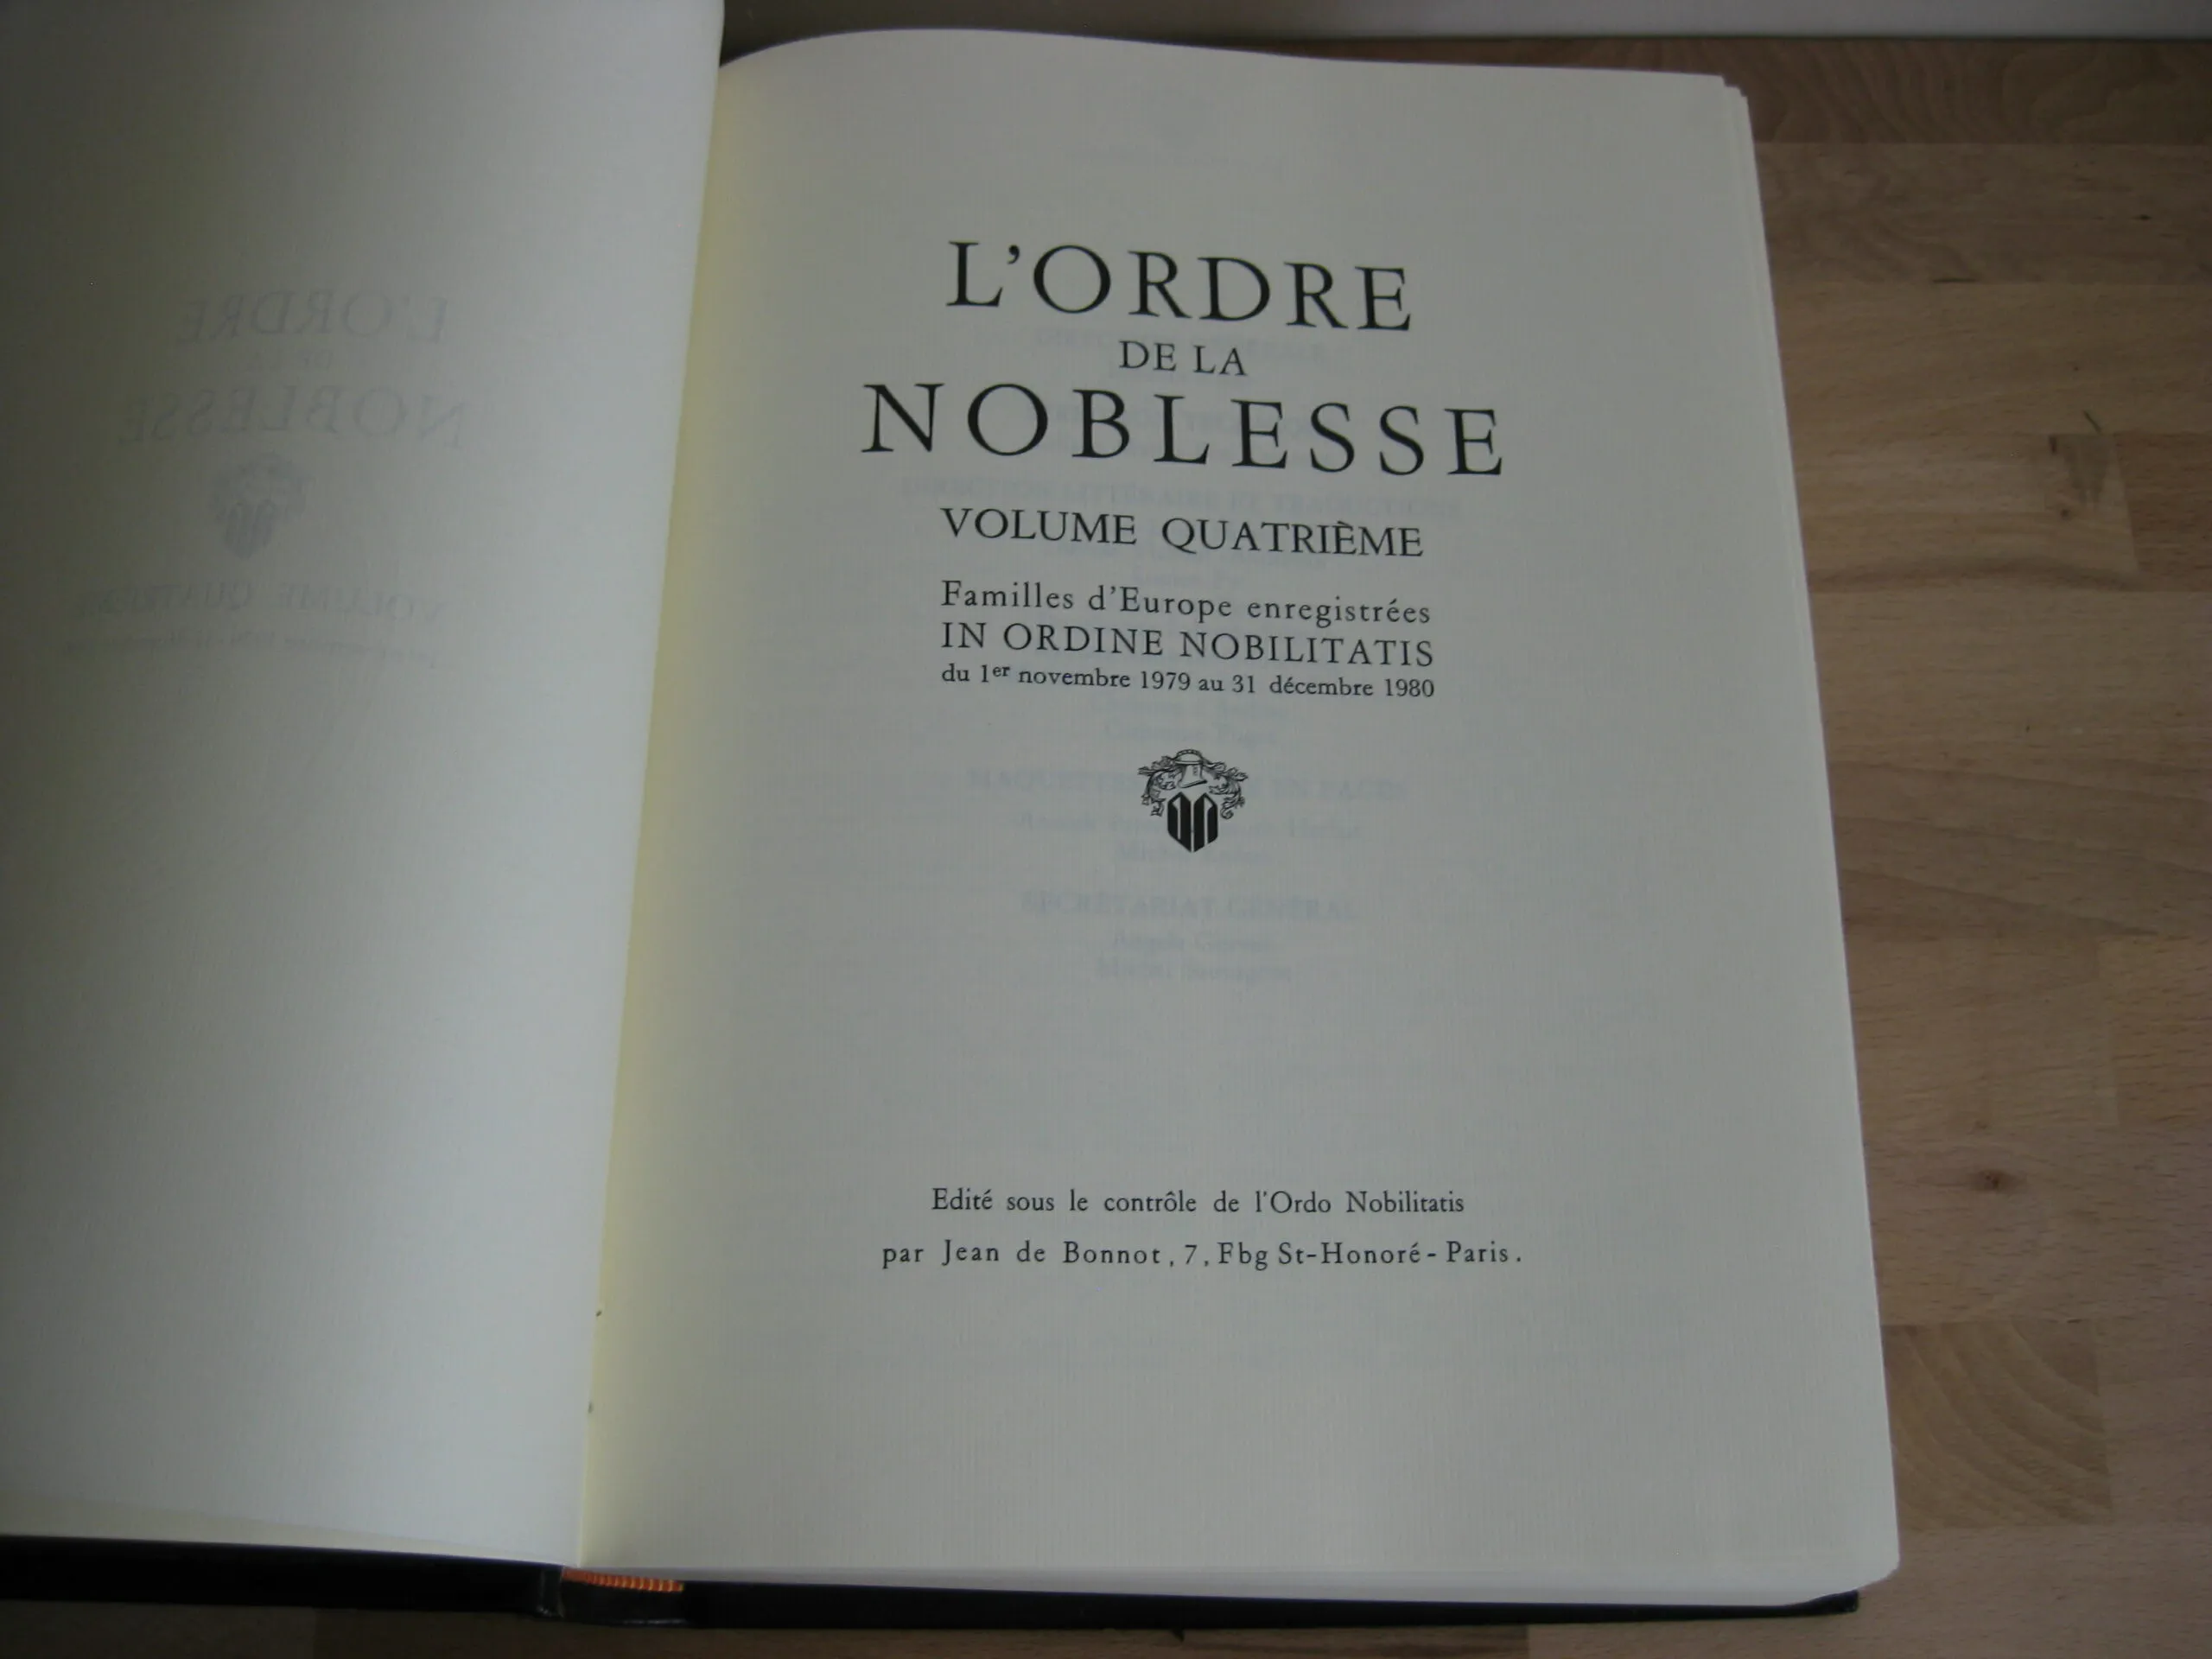 L'ORDRE
DE LA
NOBLESSE
VOLUME QUATRIÈME
Familles d'Europe enregistrées
IN ORDINE NOBILITATIS
du 1er novembre 1979 au 31 décembre 1980
Edité sous le contrôle de l'Ordo Nobilitatis
par Jean de Bonnot, 7, Fbg St-Honoré - Paris.